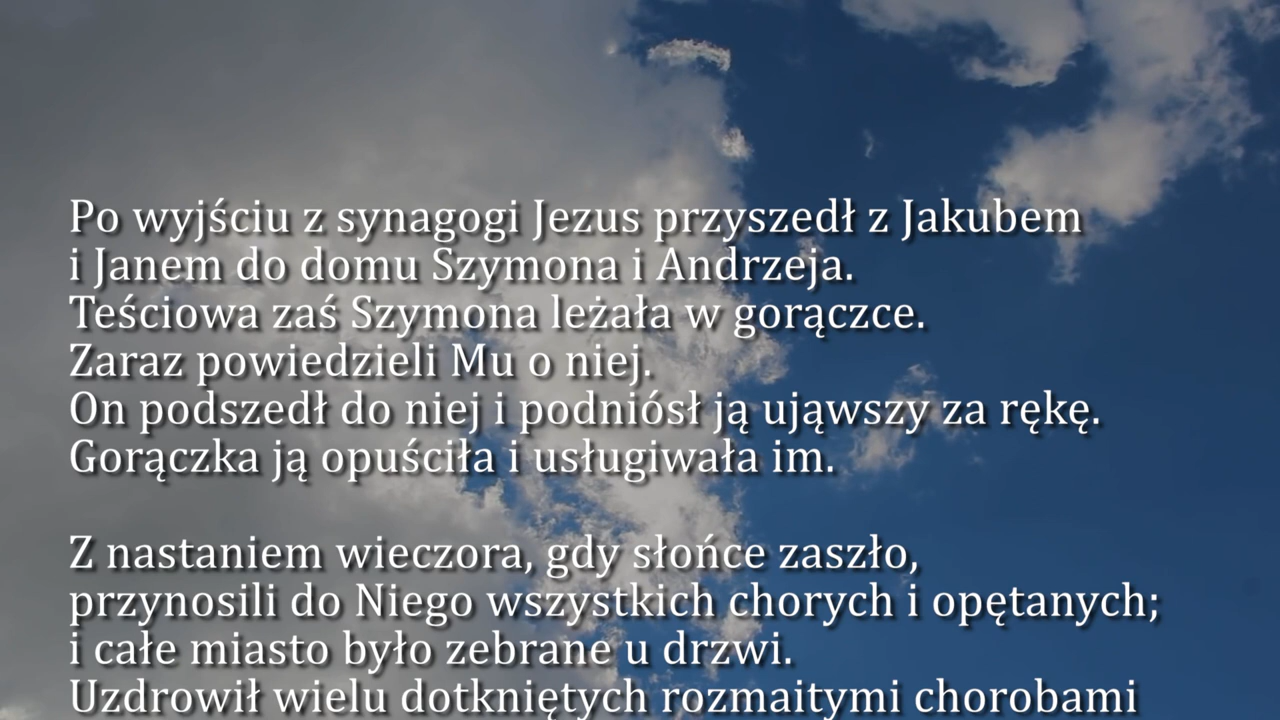 Po wyjściu z synagogi Jezus przyszedł z Jakubem
i Janem do domu Szymona i Andrzeja.
Teściowa zaś Szymona leżała w gorączce.
Zaraz powiedzieli Mu o niej.
On podszedł do niej i podniósł ją ująwszy za rękę.
Gorączka ją opuściła i usługiwała im.
Z nastaniem wieczora, gdy słońce zaszło,
przynosili do Niego wszystkich chorych i opętanych;
i całe miasto było zebrane u drzwi.
Uzdrowił wielu dotkniętych rozmaitymi chorobami